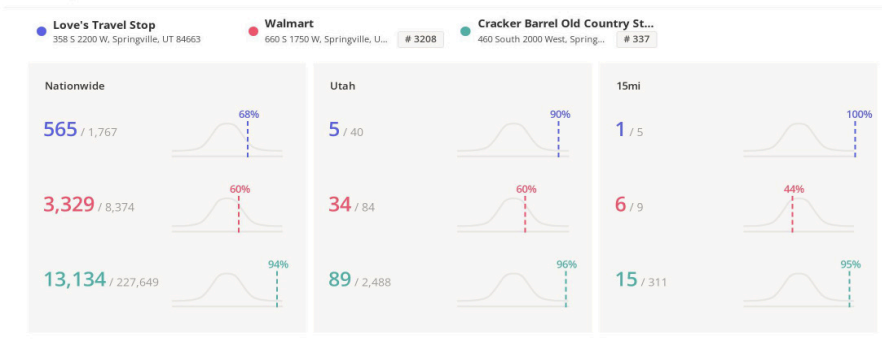 Love's Travel Stop
358 S 2200 W, Springville, UT 84663
Walmart
660 S 1750 W, Springville, U... # 3208
Cracker Barrel Old Country St...
460 South 2000 West, Spring... # 337
Nationwide
565 / 1,767 68%
3,329 / 8,374 60%
13,134 / 227,649 94%
Utah
5 / 40 90%
34 / 84 60%
89 / 2,488 96%
15mi
1 / 5 100%
6 / 9 44%
15 / 311 95%